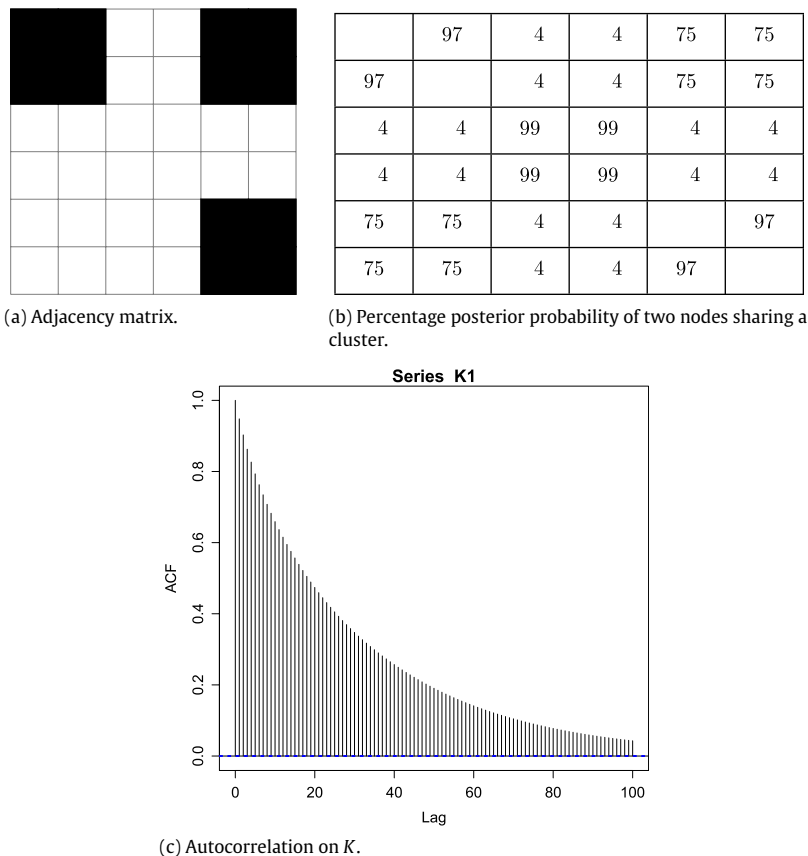 97 4 4 75 75
97 4 4 75 75
4 4 99 99 4 4
4 4 99 99 4 4
75 75 4 4 97
75 75 4 4 97
(a) Adjacency matrix.
(b) Percentage posterior probability of two nodes sharing a
cluster.
Series K1
1.0
0.8
0.6
0.4
0.2
0.0
ACF
0 20 40 60 80 100
Lag
(c) Autocorrelation on K.